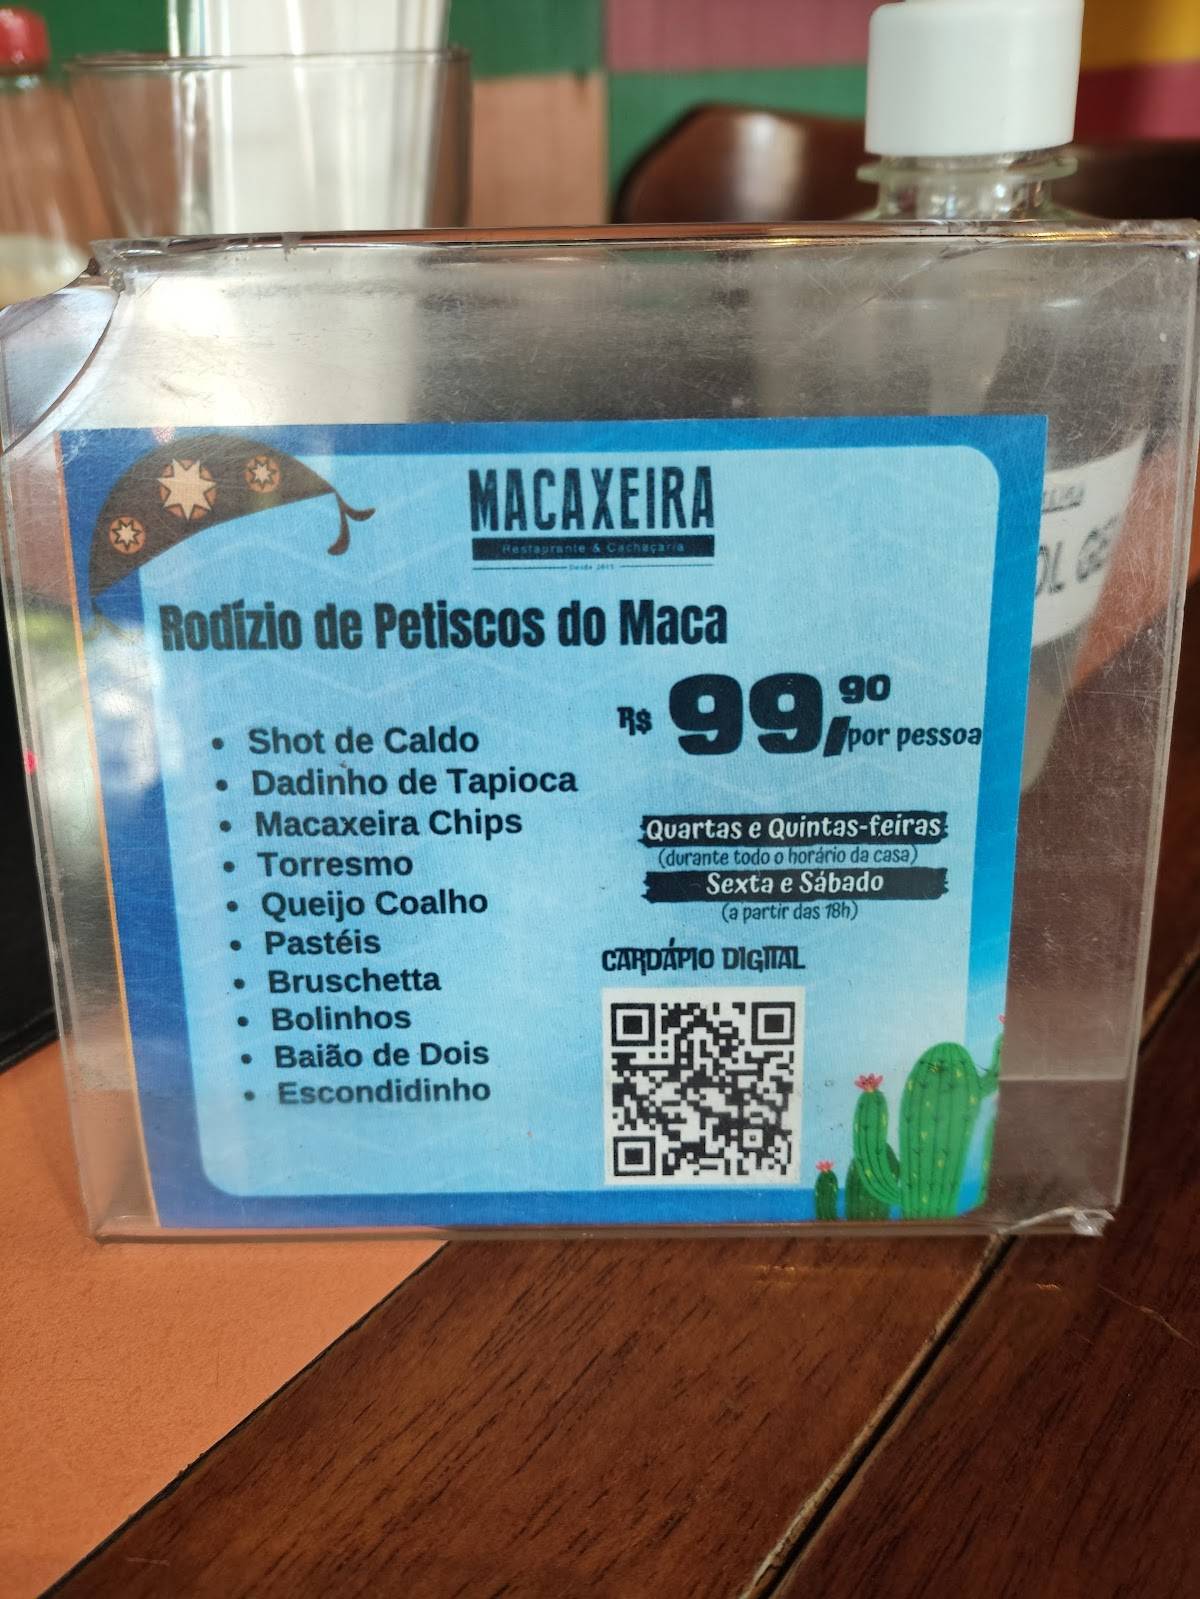 MACAXEIRA
Restaurante & Cachaçaria
Desde 2015
Rodízio de Petiscos do Maca
R$ 99,90/por pessoa
• Shot de Caldo
• Dadinho de Tapioca
• Macaxeira Chips
• Torresmo
• Queijo Coalho
• Pastéis
• Bruschetta
• Bolinhos
• Baião de Dois
• Escondidinho
Quartas e Quintas-feiras
(durante todo o horário da casa)
Sexta e Sábado
(a partir das 18h)
CARDÁPIO DIGITAL